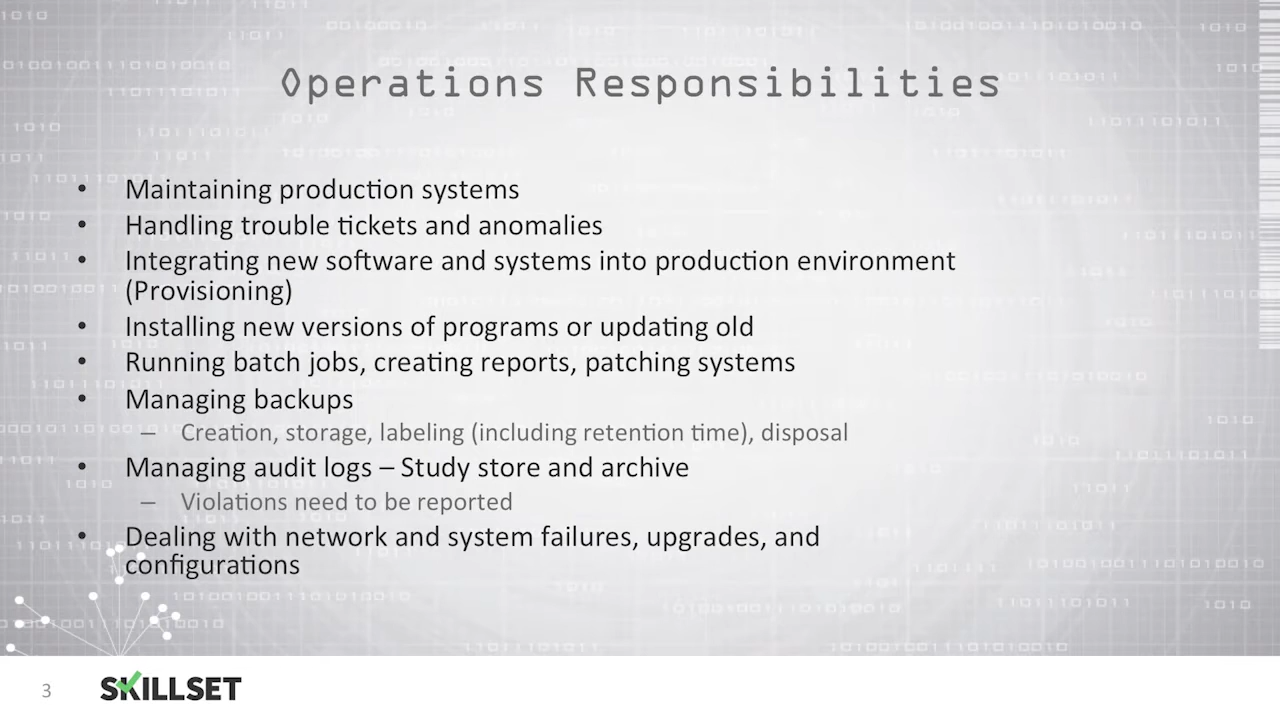 Operations Responsibilities
• Maintaining production systems
• Handling trouble tickets and anomalies
• Integrating new software and systems into production environment
(Provisioning)
• Installing new versions of programs or updating old
• Running batch jobs, creating reports, patching systems
• Managing backups
– Creation, storage, labeling (including retention time), disposal
• Managing audit logs – Study store and archive
– Violations need to be reported
• Dealing with network and system failures, upgrades, and
configurations
3
SKILLSET